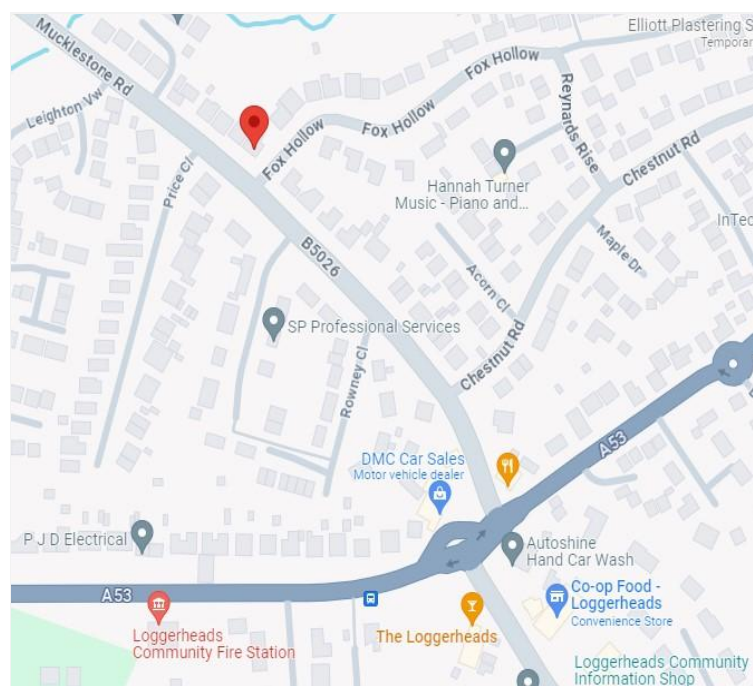 Elliott Plastering S
Temporar
Mucklestone Rd
Fox Hollow
Leighton Vw
Reynards Rise
Fox Hollow
Fox Hollow
Chestnut Rd
Price Cl
Hannah Turner
Music - Piano and...
InTec
B5026
Maple Dr
Acorn Cl
SP Professional Services
Rowney Cl
Chestnut Rd
A53
DMC Car Sales
Motor vehicle dealer
P J D Electrical
Autoshine
Hand Car Wash
A53
Co-op Food -
Loggerheads
Convenience Store
Loggerheads
Community Fire Station
The Loggerheads
Loggerheads Community
Information Shop